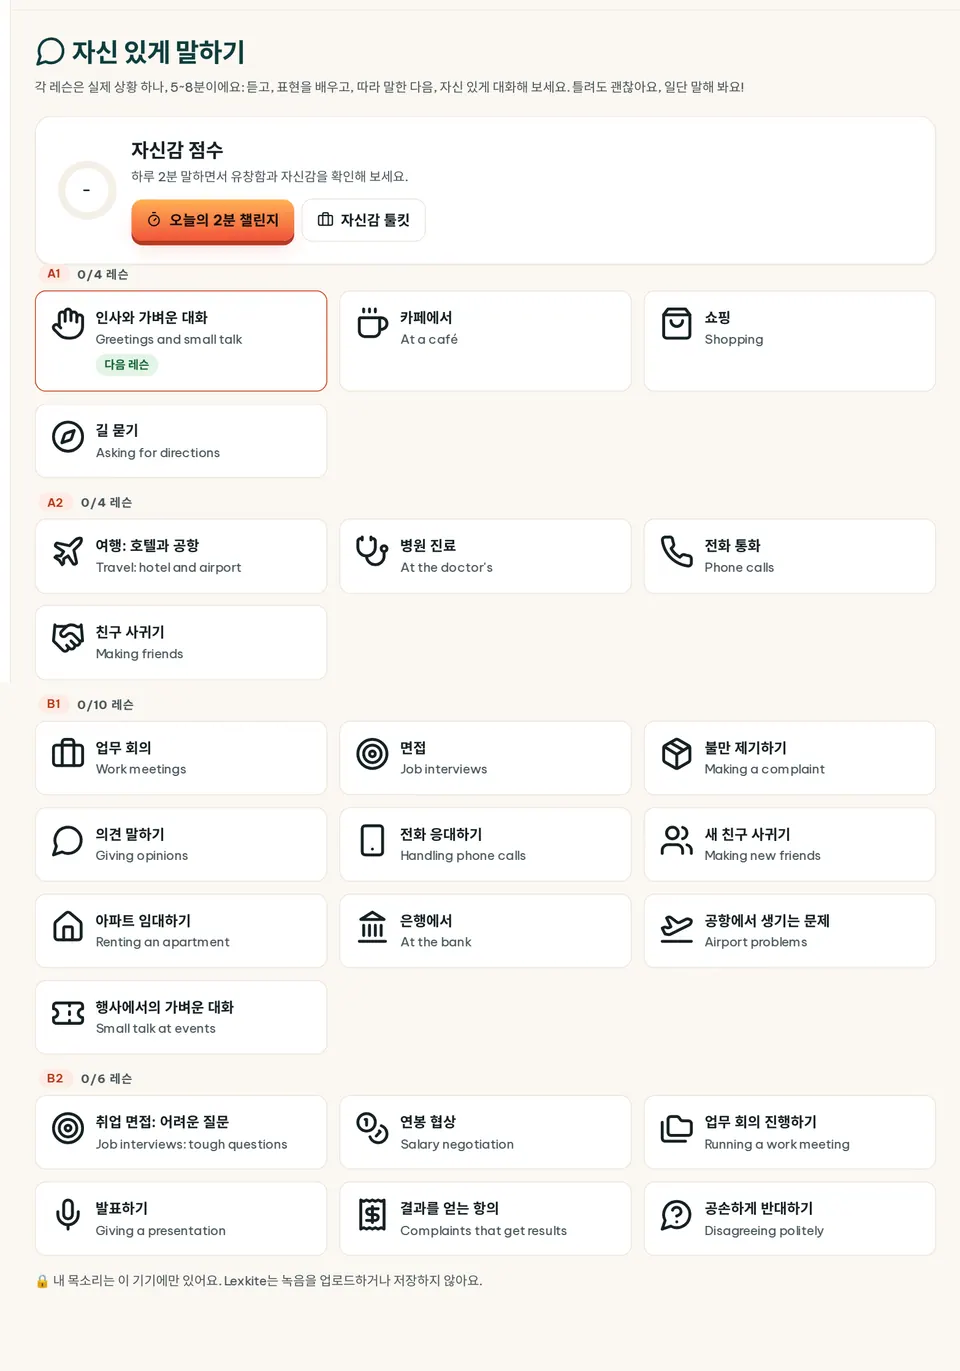 자신 있게 말하기
각 레슨은 실제 상황 하나, 5-8분이에요: 듣고, 표현을 배우고, 따라 말한 다음, 자신 있게 대화해 보세요. 틀려도 괜찮아요, 일단 말해 봐요!
-
자신감 점수
하루 2분 말하면서 유창함과 자신감을 확인해 보세요.
오늘의 2분 챌린지
자신감 툴킷
A1 0/4 레슨
인사와 가벼운 대화
Greetings and small talk
다음 레슨
카페에서
At a café
쇼핑
Shopping
길 묻기
Asking for directions
A2 0/4 레슨
여행: 호텔과 공항
Travel: hotel and airport
병원 진료
At the doctor's
전화 통화
Phone calls
친구 사귀기
Making friends
B1 0/10 레슨
업무 회의
Work meetings
면접
Job interviews
불만 제기하기
Making a complaint
의견 말하기
Giving opinions
전화 응대하기
Handling phone calls
새 친구 사귀기
Making new friends
아파트 임대하기
Renting an apartment
은행에서
At the bank
공항에서 생기는 문제
Airport problems
행사에서의 가벼운 대화
Small talk at events
B2 0/6 레슨
취업 면접: 어려운 질문
Job interviews: tough questions
연봉 협상
Salary negotiation
업무 회의 진행하기
Running a work meeting
발표하기
Giving a presentation
결과를 얻는 항의
Complaints that get results
공손하게 반대하기
Disagreeing politely
🔒 내 목소리는 이 기기에만 있어요. Lexkite는 녹음을 업로드하거나 저장하지 않아요.